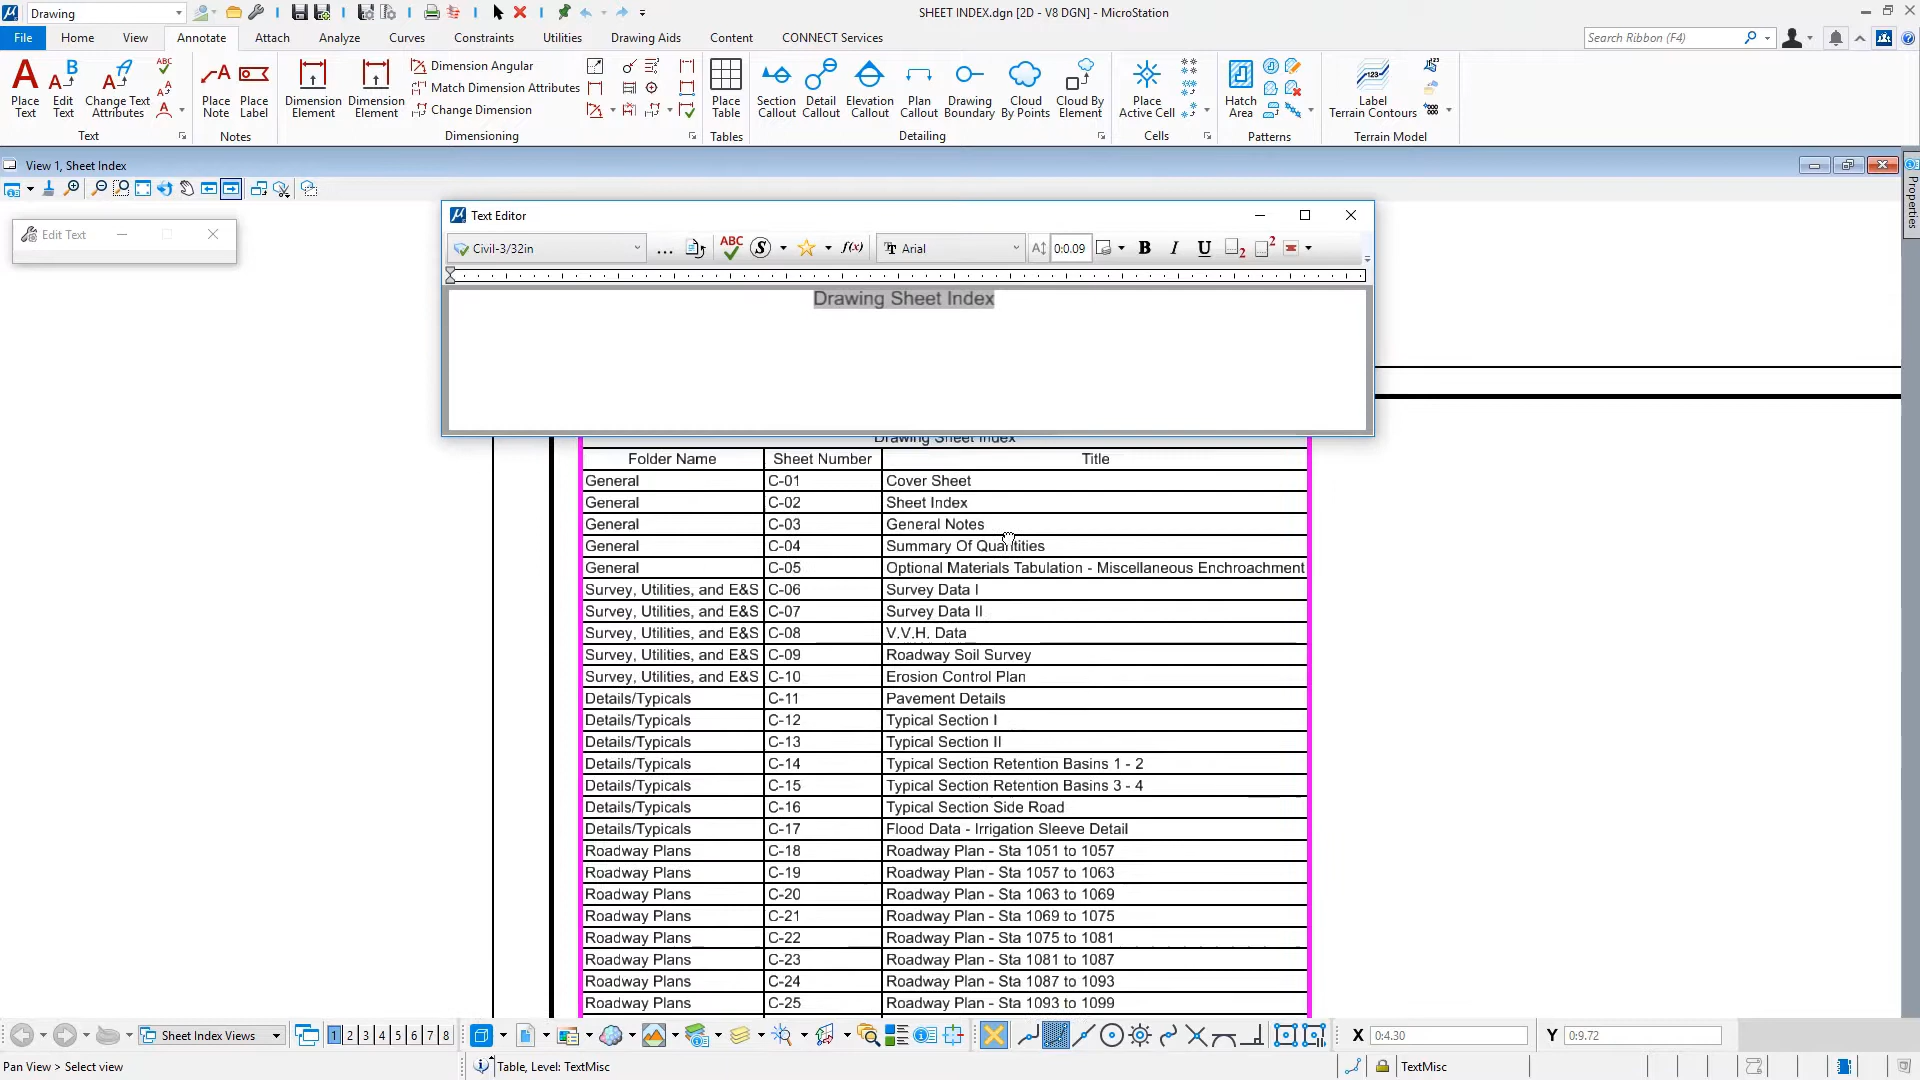 Drawing
SHEET INDEX.dgn [2D - V8 DGN] - MicroStation
File Home View Annotate Attach Analyze Curves Constraints Utilities Drawing Aids Content CONNECT Services
Search Ribbon (F4)
Place Text
Edit Text
Change Text Attributes
Place Note
Place Label
Dimension Element
Dimension Element
Dimension Angular
Match Dimension Attributes
Change Dimension
Place Table
Section Callout
Detail Callout
Elevation Callout
Plan Callout
Drawing Boundary
Cloud By Points
Cloud By Element
Place Active Cell
Hatch Area
Label Terrain Contours
Text Notes Dimensioning Tables Detailing Cells Patterns Terrain Model
View 1, Sheet Index
Properties
Edit Text
Text Editor
Civil-3/32in
ABC
f(x)
Arial
0:0.09
B I U
Drawing Sheet Index
Drawing Sheet Index
Folder Name Sheet Number Title
General C-01 Cover Sheet
General C-02 Sheet Index
General C-03 General Notes
General C-04 Summary Of Quantities
General C-05 Optional Materials Tabulation - Miscellaneous Enchroachment
Survey, Utilities, and E&S C-06 Survey Data I
Survey, Utilities, and E&S C-07 Survey Data II
Survey, Utilities, and E&S C-08 V.V.H. Data
Survey, Utilities, and E&S C-09 Roadway Soil Survey
Survey, Utilities, and E&S C-10 Erosion Control Plan
Details/Typicals C-11 Pavement Details
Details/Typicals C-12 Typical Section I
Details/Typicals C-13 Typical Section II
Details/Typicals C-14 Typical Section Retention Basins 1 - 2
Details/Typicals C-15 Typical Section Retention Basins 3 - 4
Details/Typicals C-16 Typical Section Side Road
Details/Typicals C-17 Flood Data - Irrigation Sleeve Detail
Roadway Plans C-18 Roadway Plan - Sta 1051 to 1057
Roadway Plans C-19 Roadway Plan - Sta 1057 to 1063
Roadway Plans C-20 Roadway Plan - Sta 1063 to 1069
Roadway Plans C-21 Roadway Plan - Sta 1069 to 1075
Roadway Plans C-22 Roadway Plan - Sta 1075 to 1081
Roadway Plans C-23 Roadway Plan - Sta 1081 to 1087
Roadway Plans C-24 Roadway Plan - Sta 1087 to 1093
Roadway Plans C-25 Roadway Plan - Sta 1093 to 1099
Sheet Index Views
1 2 3 4 5 6 7 8
X 0:4.30 Y 0:9.72
Pan View > Select view
Table, Level: TextMisc
TextMisc